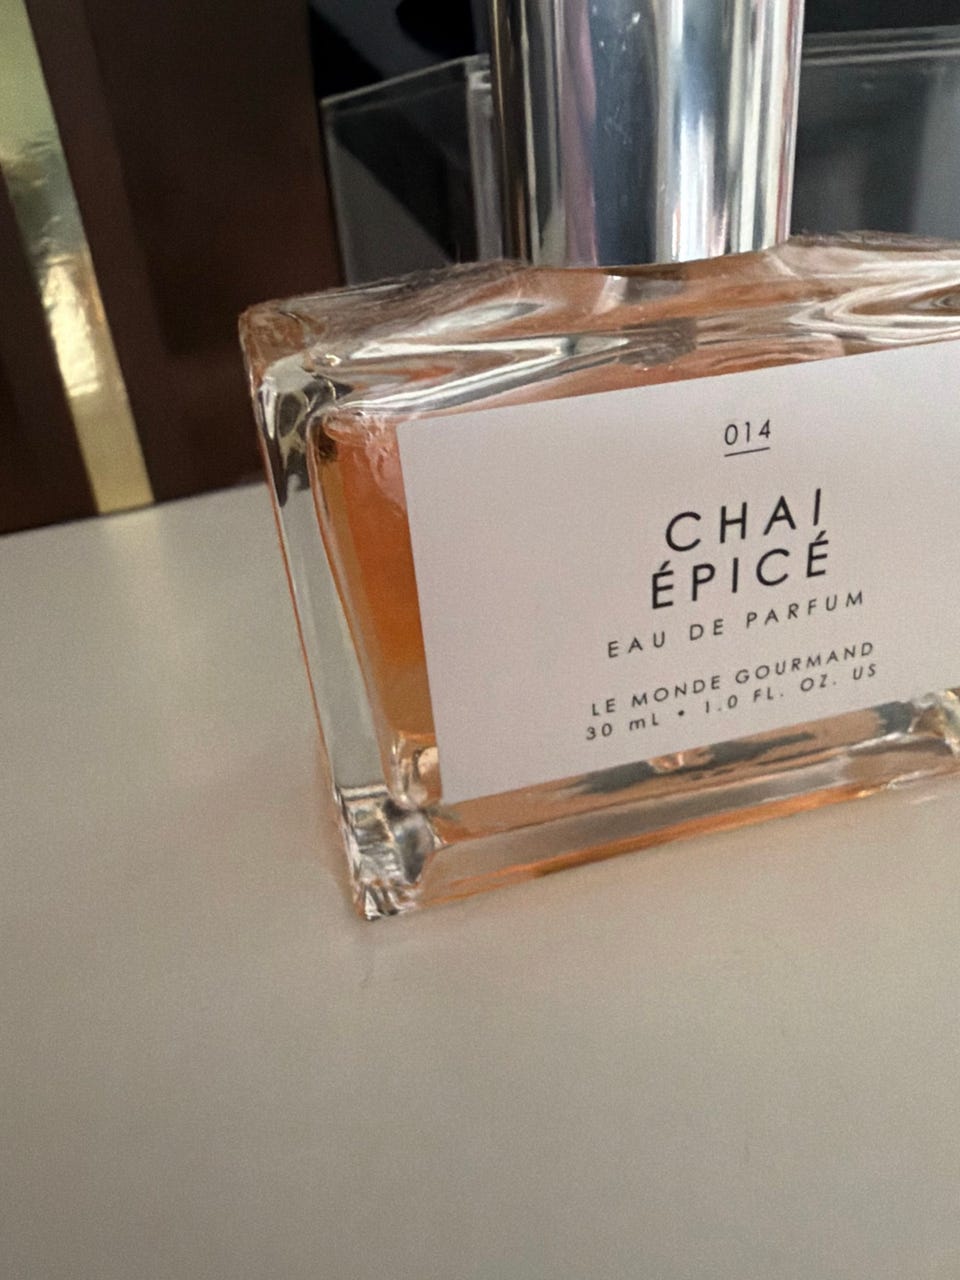 014
CHAI
ÉPICÉ
EAU DE PARFUM
LE MONDE GOURMAND
30 mL • 1.0 FL. OZ. US